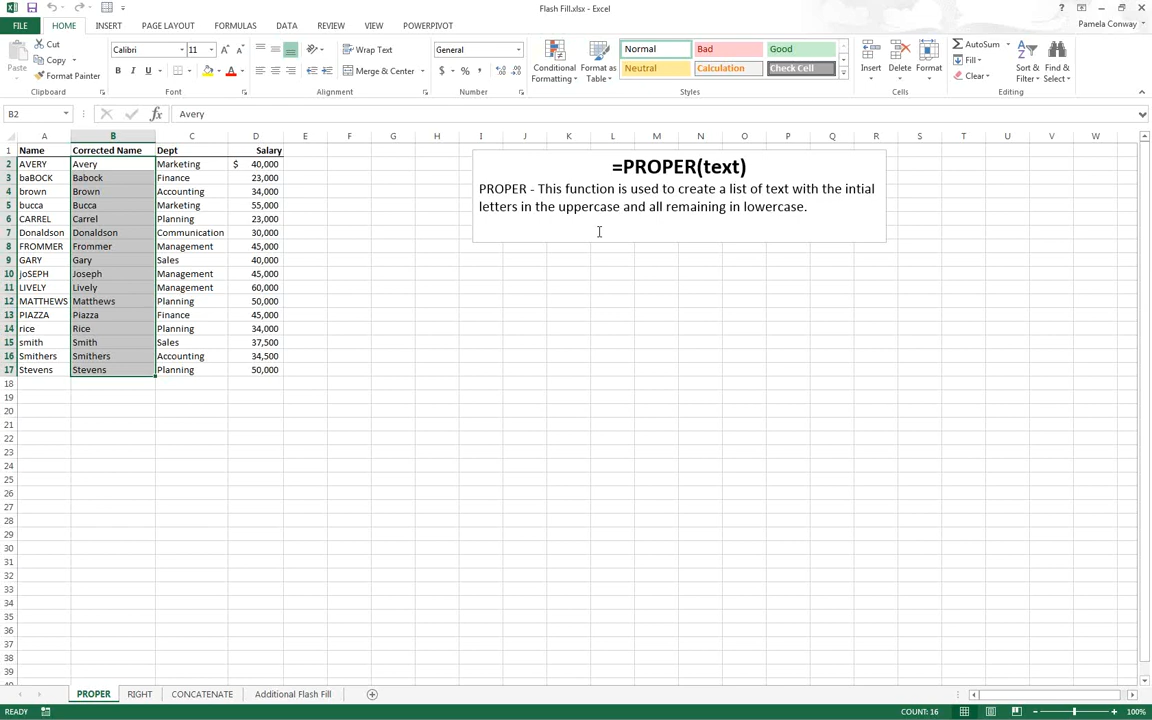 Flash Fill.xlsx - Excel
FILE HOME INSERT PAGE LAYOUT FORMULAS DATA REVIEW VIEW POWERPIVOT Pamela Conway
Paste Cut Copy Format Painter Clipboard
Calibri 11 B I U A A Font
Wrap Text Merge & Center Alignment
General $ % , Number
Conditional Formatting Format as Table
Normal Bad Good
Neutral Calculation Check Cell
Styles
Insert Delete Format Cells
AutoSum Fill Clear Sort & Filter Find & Select Editing
B2 fx Avery
A B C D E F G H I J K L M N O P Q R S T U V W
1 Name Corrected Name Dept Salary
2 AVERY Avery Marketing $ 40,000
3 baBOCK Babock Finance 23,000
4 brown Brown Accounting 34,000
5 bucca Bucca Marketing 55,000
6 CARREL Carrel Planning 23,000
7 Donaldson Donaldson Communication 30,000
8 FROMMER Frommer Management 45,000
9 GARY Gary Sales 40,000
10 joSEPH Joseph Management 45,000
11 LIVELY Lively Management 60,000
12 MATTHEWS Matthews Planning 50,000
13 PIAZZA Piazza Finance 45,000
14 rice Rice Planning 34,000
15 smith Smith Sales 37,500
16 Smithers Smithers Accounting 34,500
17 Stevens Stevens Planning 50,000
=PROPER(text)
PROPER - This function is used to create a list of text with the intial
letters in the uppercase and all remaining in lowercase.
18
19
20
21
22
23
24
25
26
27
28
29
30
31
32
33
34
35
36
37
38
39
PROPER RIGHT CONCATENATE Additional Flash Fill
READY COUNT: 16 100%